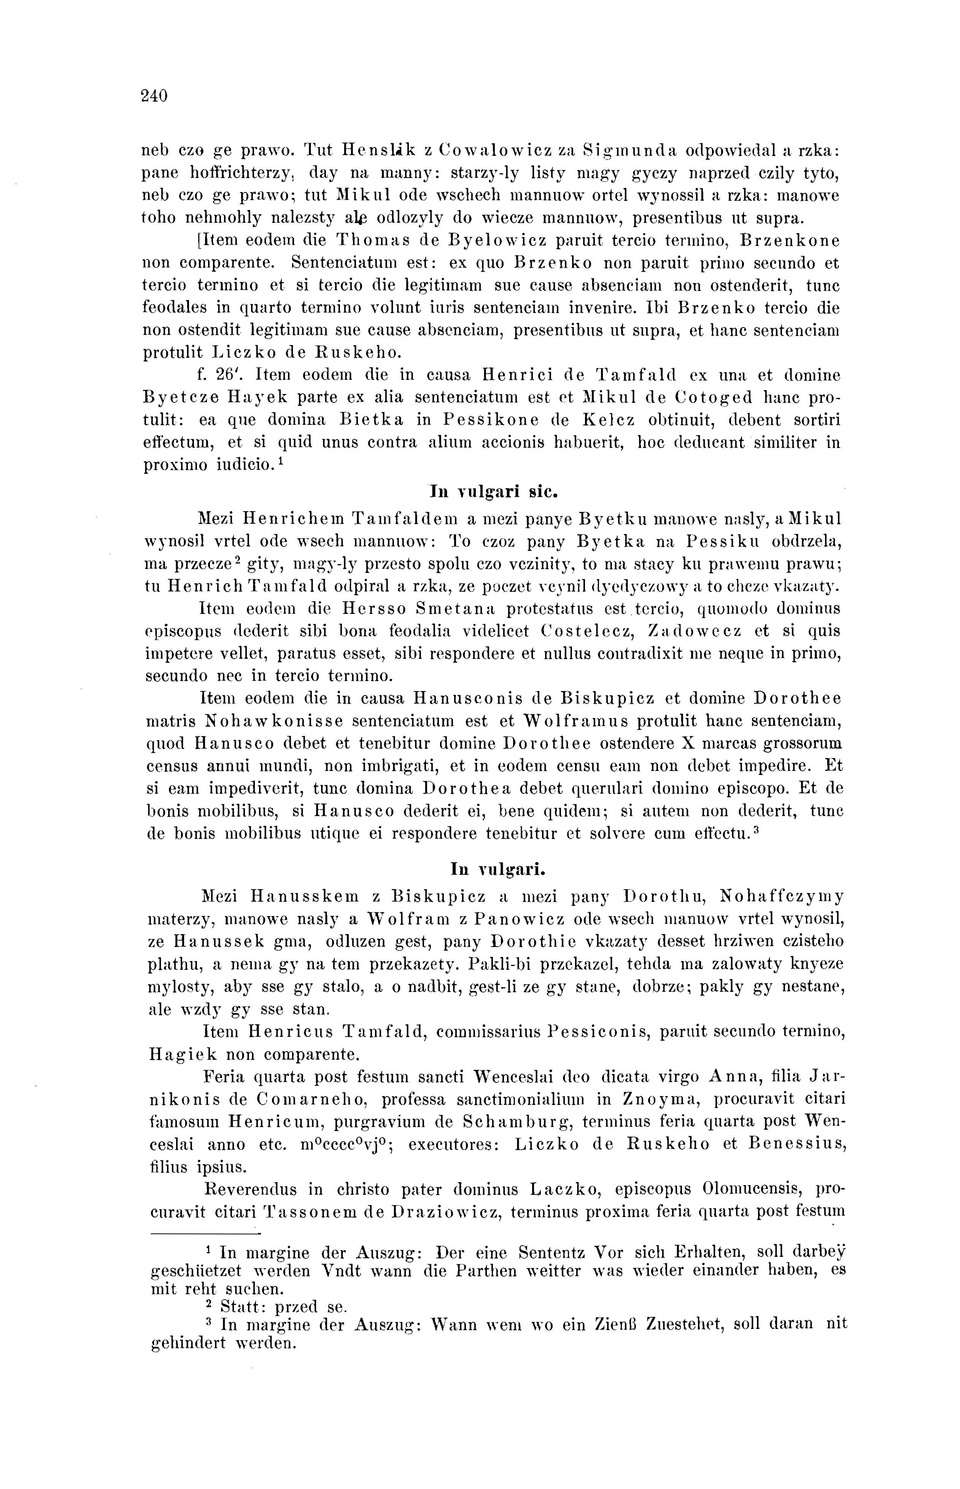 240
neb czo ge prawo. Tut Henslik z Cowalowicz za Sigmunda odpowiedal a rzka:
pane hoffrichterzy, day na manny: starzy-ly listy magy gyczy naprzed czily tyto,
neb czo ge prawo; tut Mikul ode wschech mannuow ortel wynossil a rzka: manowe
toho nehmohly nalezsty ale odlozyly do wiecze mannuow, presentibus ut supra.
[Item eodem die Thomas de Byelowicz paruit tercio termino, Brzenkone
non comparente. Sentenciatum est: ex quo Brzenko non paruit primo secundo et
tercio termino et si tercio die legitimam sue cause absenciam non ostenderit, tunc
feodales in quarto termino volunt iuris sentenciam invenire. Ibi Brzenko tercio die
non ostendit legitimam sue cause absenciam, presentibus ut supra, et hanc sentenciam
protulit Liczko de Ruskeho.
f. 26'. Item eodem die in causa Henrici de Tamfald ex una et domine
Byetcze Hayek parte ex alia sentenciatum est et Mikul de Cotoged hanc pro-
tulit: ea que domina Bietka in Pessikone de Kelcz obtinuit, debent sortiri
effectum, et si quid unus contra alium accionis habuerit, hoc deducant similiter in
proximo iudicio.¹
In vulgari sic.
Mezi Henrichem Tamfaldem a mezi panye Byetku manowe nasly, a Mikul
wynosil vrtel ode wsech mannuow: To czoz pany Byetka na Pessiku obdrzela,
ma przecze² gity, magy-ly przesto spolu czo vczinity, to ma stacy ku prawemu prawu;
tu Henrich Tamfald odpiral a rzka, ze poczet vcynil dyedyczowy a to chcze vkazaty.
Item eodem die Hersso Smetana protestatus est tercio, quomodo dominus
episcopus dederit sibi bona feodalia videlicet Costelecz, Zadowecz et si quis
impetere vellet, paratus esset, sibi respondere et nullus contradixit me neque in primo,
secundo nec in tercio termino.
Item eodem die in causa Hanusconis de Biskupicz et domine Dorothee
matris Nohawkonisse sentenciatum est et Wolframus protulit hanc sentenciam,
quod Hanusco debet et tenebitur domine Dorothee ostendere X marcas grossorum
census annui mundi, non imbrigati, et in eodem censu eam non debet impedire. Et
si eam impediverit, tunc domina Dorothea debet querulari domino episcopo. Et de
bonis mobilibus, si Hanusco dederit ei, bene quidem; si autem non dederit, tunc
de bonis mobilibus utique ei respondere tenebitur et solvere cum effectu.³
In vulgari.
Mezi Hanusskem z Biskupicz a mezi pany Dorothu, Nohaffczymy
materzy, manowe nasly a Wolfram z Panowicz ode wsech manuow vrtel wynosil,
ze Hanussek gma, odluzen gest, pany Dorothie vkazaty desset hrziwen czisteho
plathu, a nema gy na tem przekazety. Pakli-bi przekazel, tehda ma zalowaty knyeze
mylosty, aby sse gy stalo, a o nadbit, gest-li ze gy stane, dobrze; pakly gy nestane,
ale wzdy gy sse stan.
Item Henricus Tamfald, commissarius Pessiconis, paruit secundo termino,
Hagiek non comparente.
Feria quarta post festum sancti Wenceslai deo dicata virgo Anna, filia Jar-
nikonis de Comarneho, professa sanctimonialium in Znoyma, procuravit citari
famosum Henricum, purgravium de Schamburg, terminus feria quarta post Wen-
ceslai anno etc. m⁰cccc⁰vj⁰; executores: Liczko de Ruskeho et Benessius,
filius ipsius.
Reverendus in christo pater dominus Laczko, episcopus Olomucensis, pro-
curavit citari Tassonem de Draziowicz, terminus proxima feria quarta post festum
¹ In margine der Auszug: Der eine Sententz Vor sich Erhalten, soll darbeÿ
geschüetzet werden Vndt wann die Parthen weitter was wieder einander haben, es
mit reht suchen.
² Statt: przed se.
³ In margine der Auszug: Wann wem wo ein Zienß Zuestehet, soll daran nit
gehindert werden.